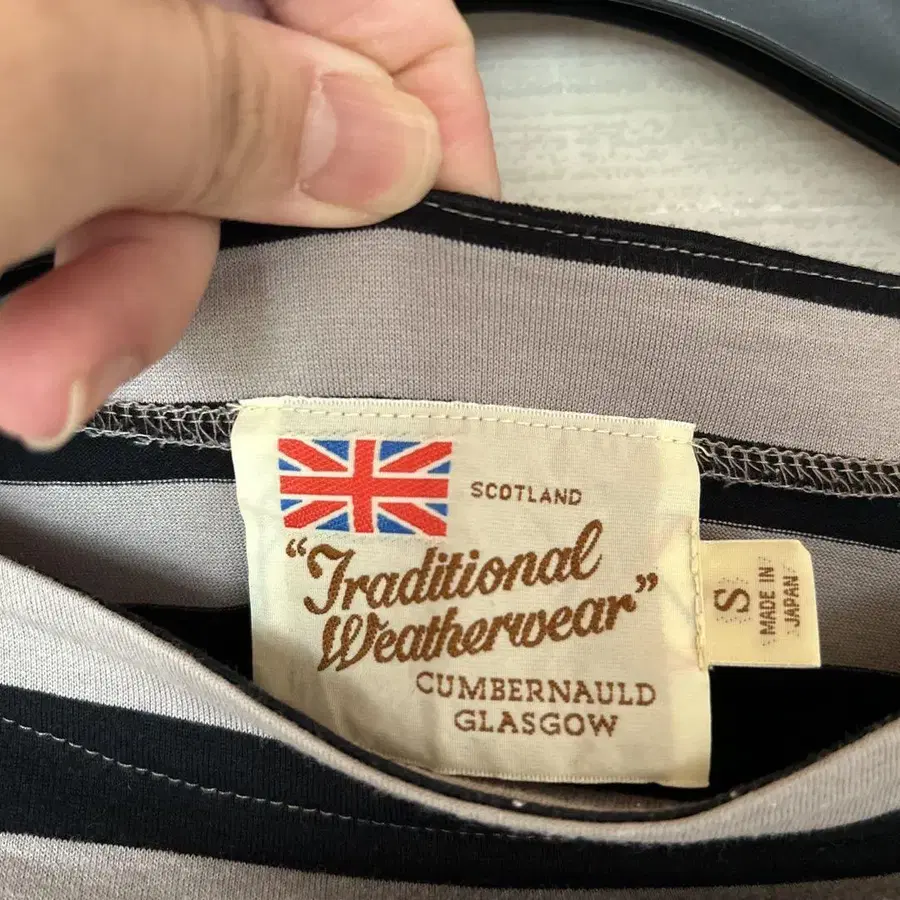 SCOTLAND
“Traditional
Weatherwear”
CUMBERNAULD
GLASGOW
S
MADE IN
JAPAN